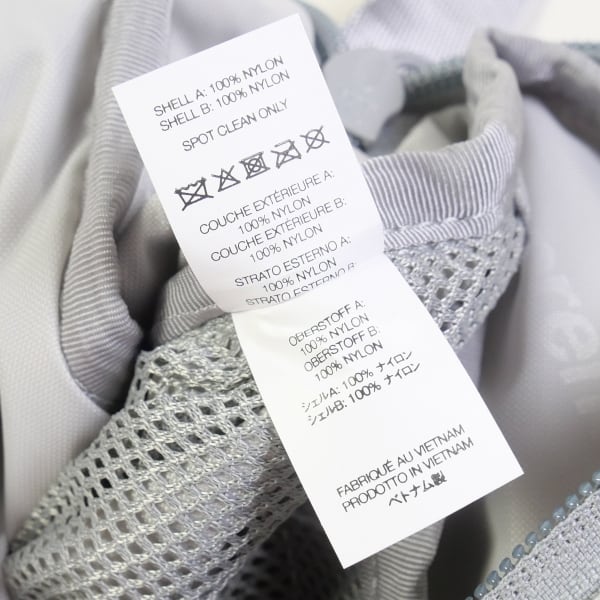 SHELL A: 100% NYLON
SHELL B: 100% NYLON
SPOT CLEAN ONLY
COUCHE EXTÉRIEURE A:
100% NYLON
COUCHE EXTÉRIEURE B:
100% NYLON
STRATO ESTERNO A:
100% NYLON
STRATO ESTERNO B:
OBERSTOFF A:
100% NYLON
OBERSTOFF B:
100% NYLON
シェルA: 100% ナイロン
シェルB: 100% ナイロン
FABRIQUÉ AU VIETNAM
PRODOTTO IN VIETNAM
ベトナム製